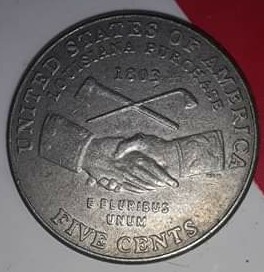 UNITED STATES OF AMERICA
LOUISIANA PURCHASE
1803
E PLURIBUS
UNUM
FIVE CENTS